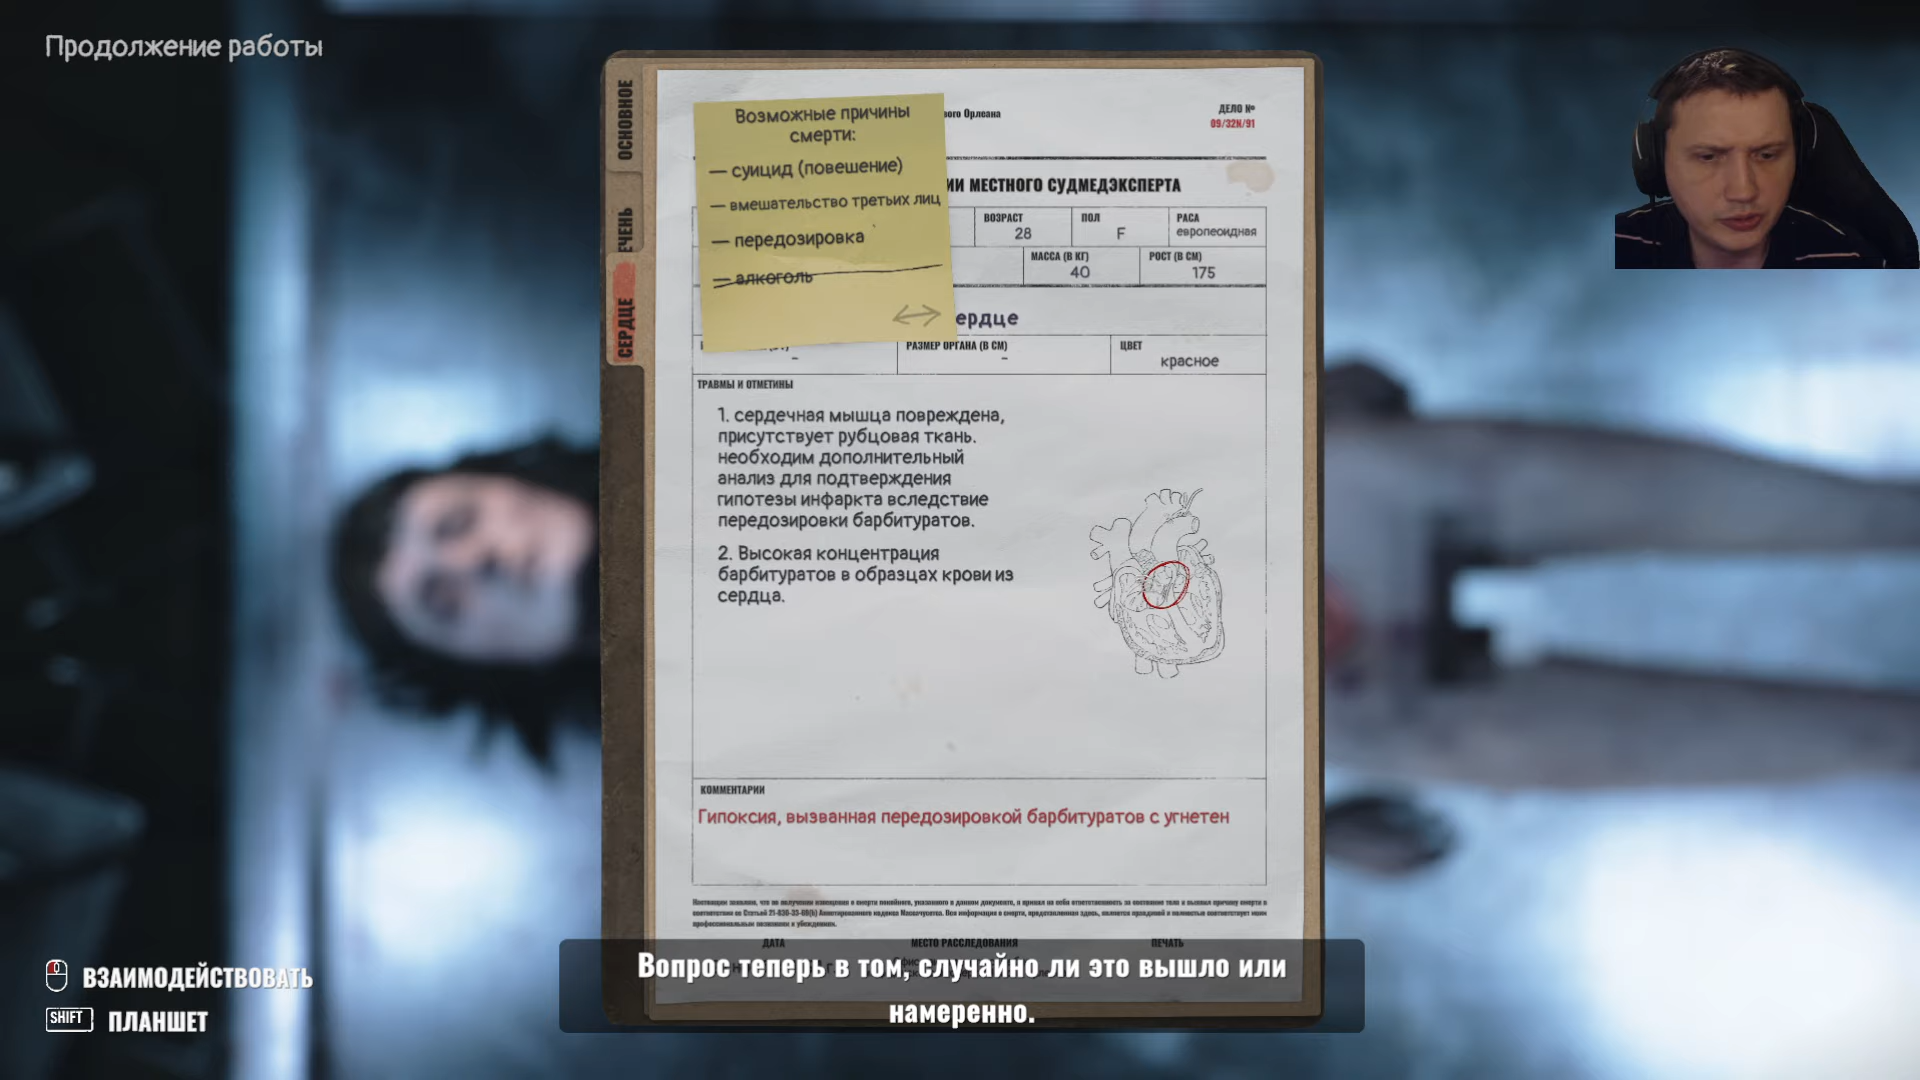 Продолжение работы
ОСНОВНОЕ
ЕЧЕНЬ
СЕРДЦЕ
Возможные причины
смерти:
— суицид (повешение)
— вмешательство третьих лиц
— передозировка
— алкоголь
ого Орлеана
ДЕЛО №
09/32N/91
ИИ МЕСТНОГО СУДМЕДЭКСПЕРТА
ВОЗРАСТ
28
ПОЛ
F
РАСА
европеоидная
МАССА (В КГ)
40
РОСТ (В СМ)
175
ердце
РАЗМЕР ОРГАНА (В СМ)
–
ЦВЕТ
красное
ТРАВМЫ И ОТМЕТИНЫ
1. сердечная мышца повреждена,
присутствует рубцовая ткань.
необходим дополнительный
анализ для подтверждения
гипотезы инфаркта вследствие
передозировки барбитуратов.
2. Высокая концентрация
барбитуратов в образцах крови из
сердца.
КОММЕНТАРИИ
Гипоксия, вызванная передозировкой барбитуратов с угнетен
ДАТА
МЕСТО РАССЛЕДОВАНИЯ
ПЕЧАТЬ
Вопрос теперь в том, случайно ли это вышло или
намеренно.
ВЗАИМОДЕЙСТВОВАТЬ
SHIFT ПЛАНШЕТ